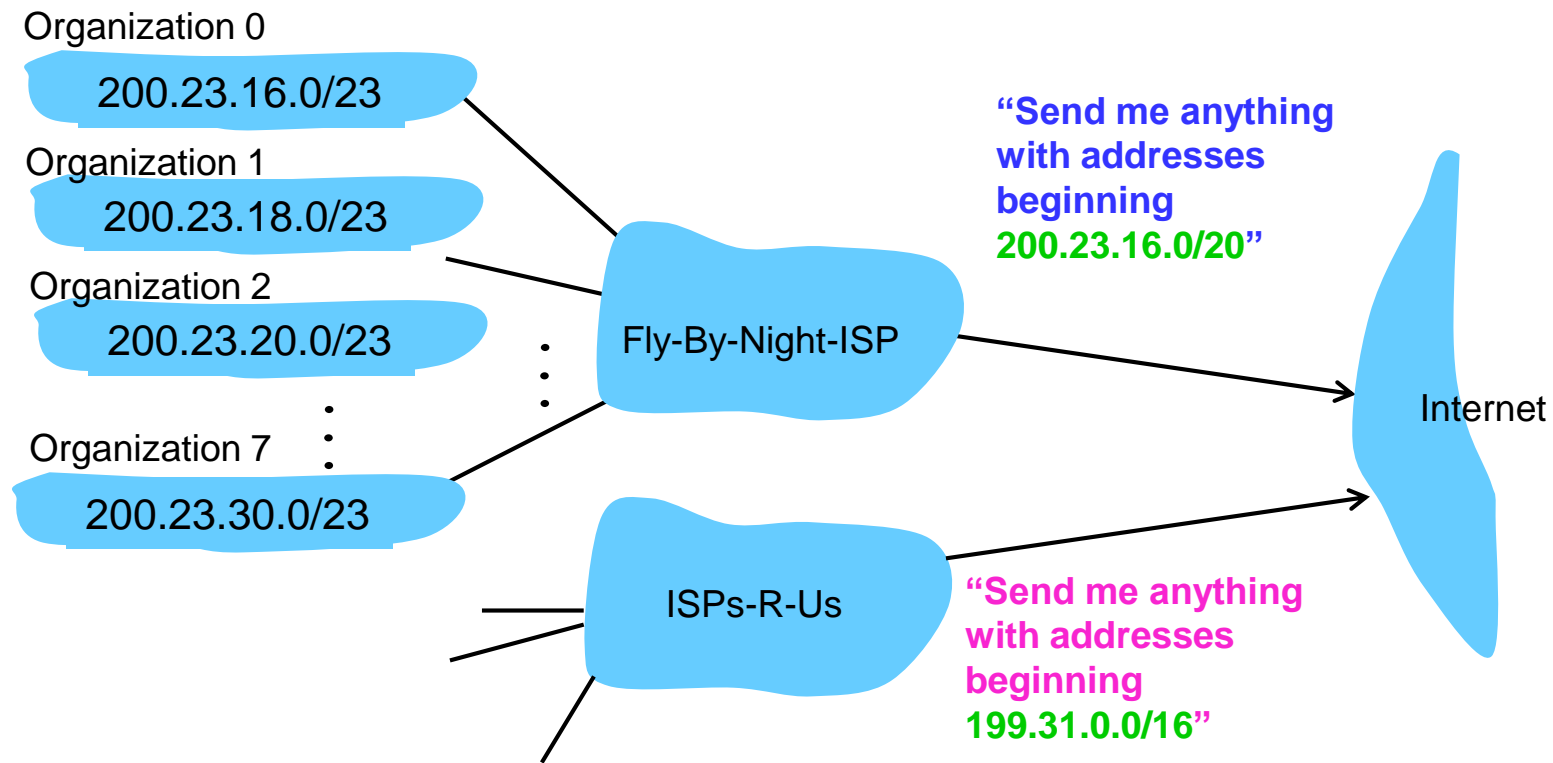 Organization 0
200.23.16.0/23
Organization 1
200.23.18.0/23
Organization 2
200.23.20.0/23
Organization 7
200.23.30.0/23
Fly-By-Night-ISP
ISPs-R-Us
“Send me anything
with addresses
beginning
200.23.16.0/20”
“Send me anything
with addresses
beginning
199.31.0.0/16”
Internet